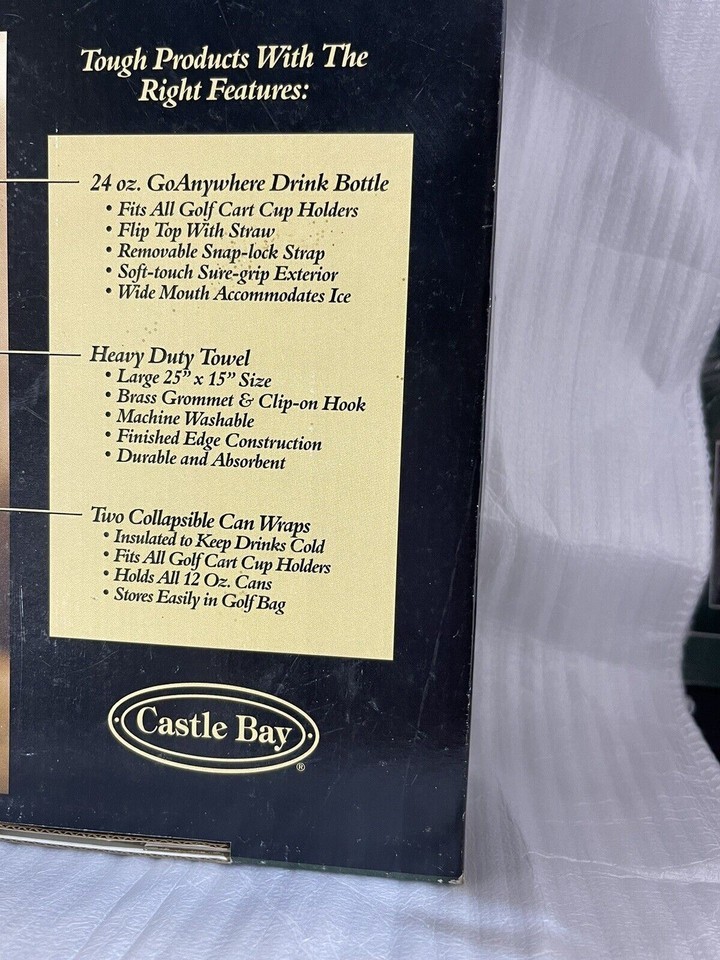 Tough Products With The
Right Features:
24 oz. GoAnywhere Drink Bottle
• Fits All Golf Cart Cup Holders
• Flip Top With Straw
• Removable Snap-lock Strap
• Soft-touch Sure-grip Exterior
• Wide Mouth Accommodates Ice
Heavy Duty Towel
• Large 25” x 15” Size
• Brass Grommet & Clip-on Hook
• Machine Washable
• Finished Edge Construction
• Durable and Absorbent
Two Collapsible Can Wraps
• Insulated to Keep Drinks Cold
• Fits All Golf Cart Cup Holders
• Holds All 12 Oz. Cans
• Stores Easily in Golf Bag
Castle Bay
®